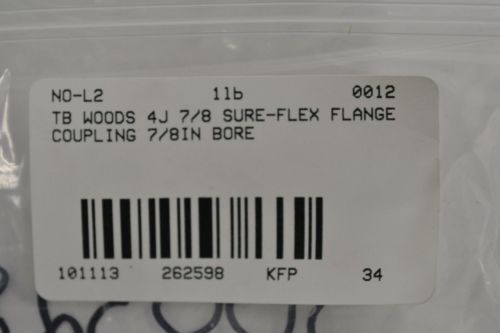 NO-L2 1lb 0012
TB WOODS 4J 7/8 SURE-FLEX FLANGE
COUPLING 7/8IN BORE
101113 262598 KFP 34